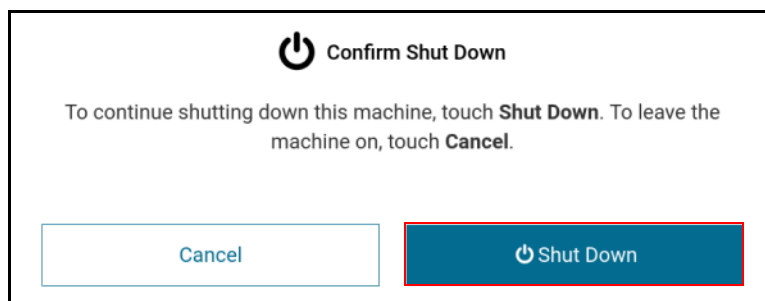 Confirm Shut Down
To continue shutting down this machine, touch Shut Down. To leave the
machine on, touch Cancel.
Cancel
Shut Down